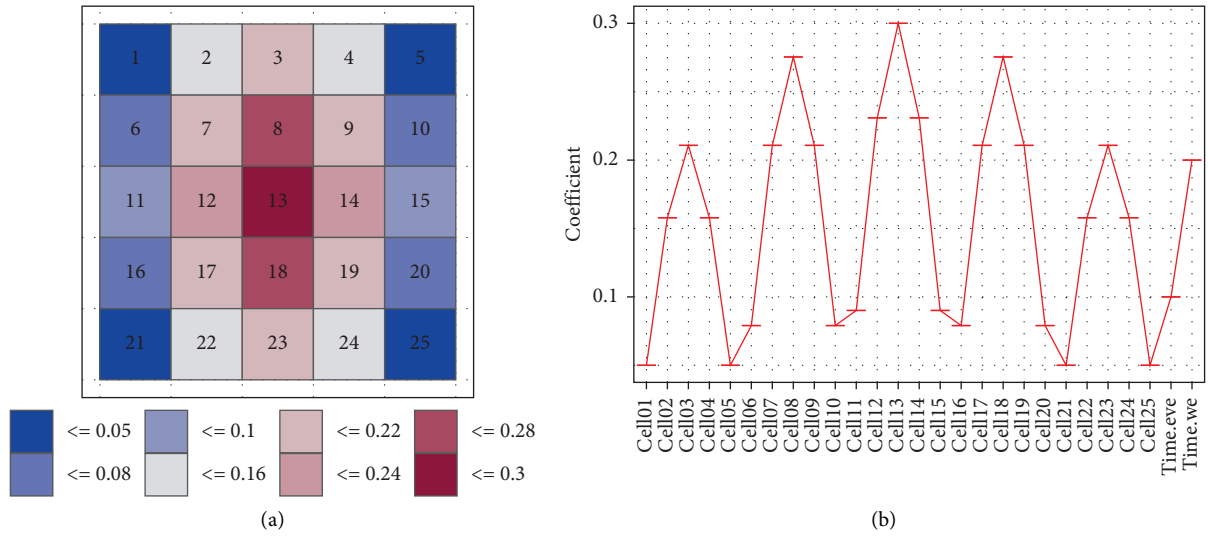 1 2 3 4 5
6 7 8 9 10
11 12 13 14 15
16 17 18 19 20
21 22 23 24 25
<= 0.05 <= 0.1 <= 0.22 <= 0.28
<= 0.08 <= 0.16 <= 0.24 <= 0.3
(a)
0.3
0.2
0.1
Coefficient
Cell01
Cell02
Cell03
Cell04
Cell05
Cell06
Cell07
Cell08
Cell09
Cell10
Cell11
Cell12
Cell13
Cell14
Cell15
Cell16
Cell17
Cell18
Cell19
Cell20
Cell21
Cell22
Cell23
Cell24
Cell25
Time.eve
Time.we
(b)